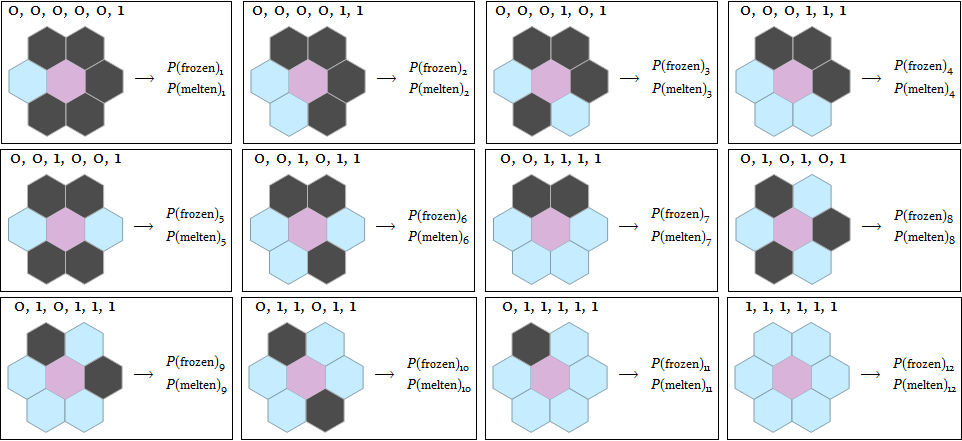 0, 0, 0, 0, 0, 1
P(frozen)₁
P(melten)₁
0, 0, 0, 0, 1, 1
P(frozen)₂
P(melten)₂
0, 0, 0, 1, 0, 1
P(frozen)₃
P(melten)₃
0, 0, 0, 1, 1, 1
P(frozen)₄
P(melten)₄
0, 0, 1, 0, 0, 1
P(frozen)₅
P(melten)₅
0, 0, 1, 0, 1, 1
P(frozen)₆
P(melten)₆
0, 0, 1, 1, 1, 1
P(frozen)₇
P(melten)₇
0, 1, 0, 1, 0, 1
P(frozen)₈
P(melten)₈
0, 1, 0, 1, 1, 1
P(frozen)₉
P(melten)₉
0, 1, 1, 0, 1, 1
P(frozen)₁₀
P(melten)₁₀
0, 1, 1, 1, 1, 1
P(frozen)₁₁
P(melten)₁₁
1, 1, 1, 1, 1, 1
P(frozen)₁₂
P(melten)₁₂